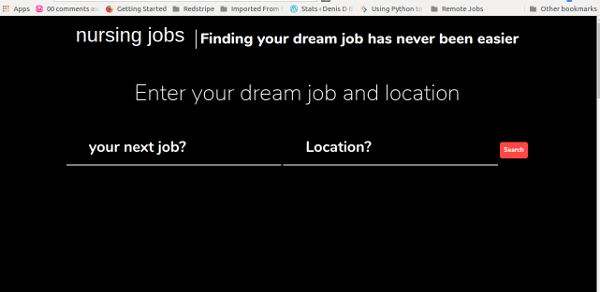 Apps 00 comments aw Getting Started Redstripe Imported From Stats ‹ Denis D B Using Python to Remote Jobs Other bookmarks
nursing jobs |Finding your dream job has never been easier
Enter your dream job and location
your next job? Location? Search